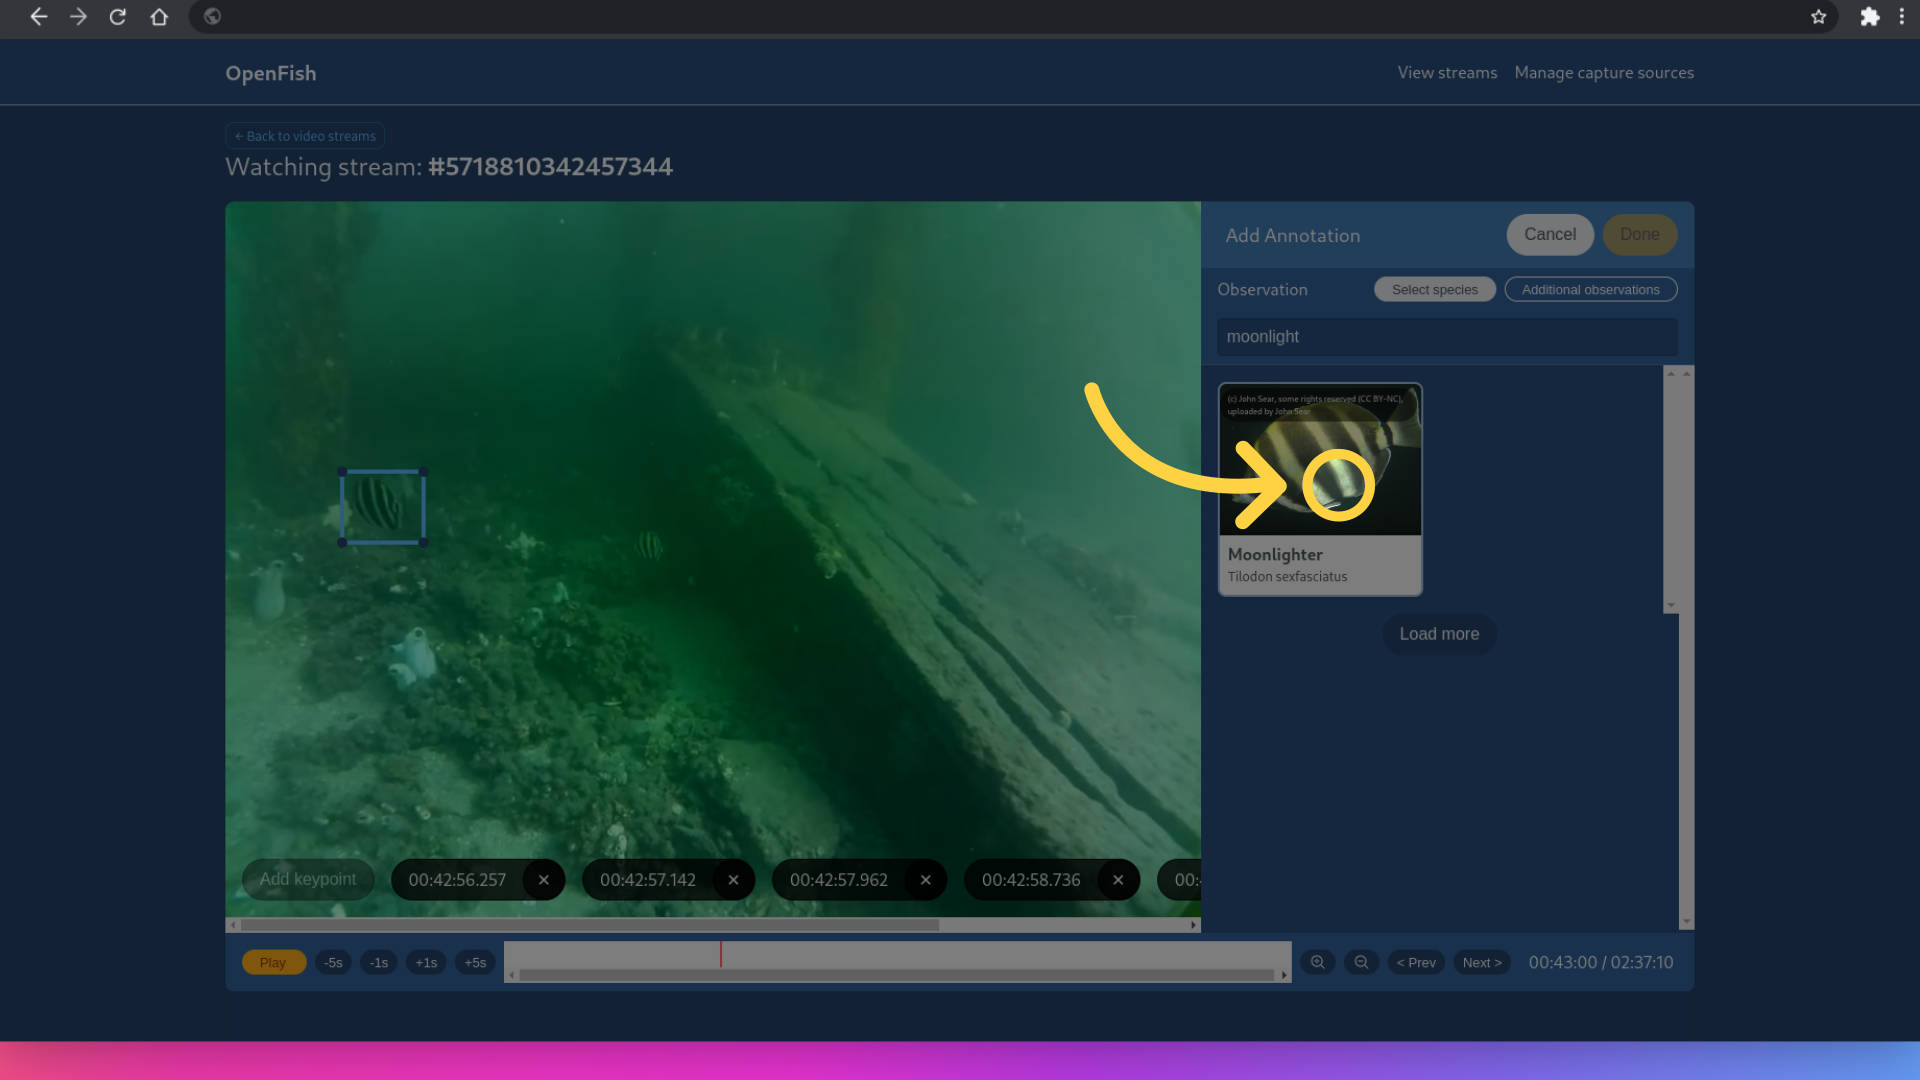 OpenFish
View streams
Manage capture sources
← Back to video streams
Watching stream: #5718810342457344
Add Annotation
Cancel
Done
Observation
Select species
Additional observations
moonlight
(c) John Sear, some rights reserved (CC BY-NC),
uploaded by John Sear
Moonlighter
Tilodon sexfasciatus
Load more
Add keypoint
00:42:56.257 ×
00:42:57.142 ×
00:42:57.962 ×
00:42:58.736 ×
Play
-5s
-1s
+1s
+5s
< Prev
Next >
00:43:00 / 02:37:10